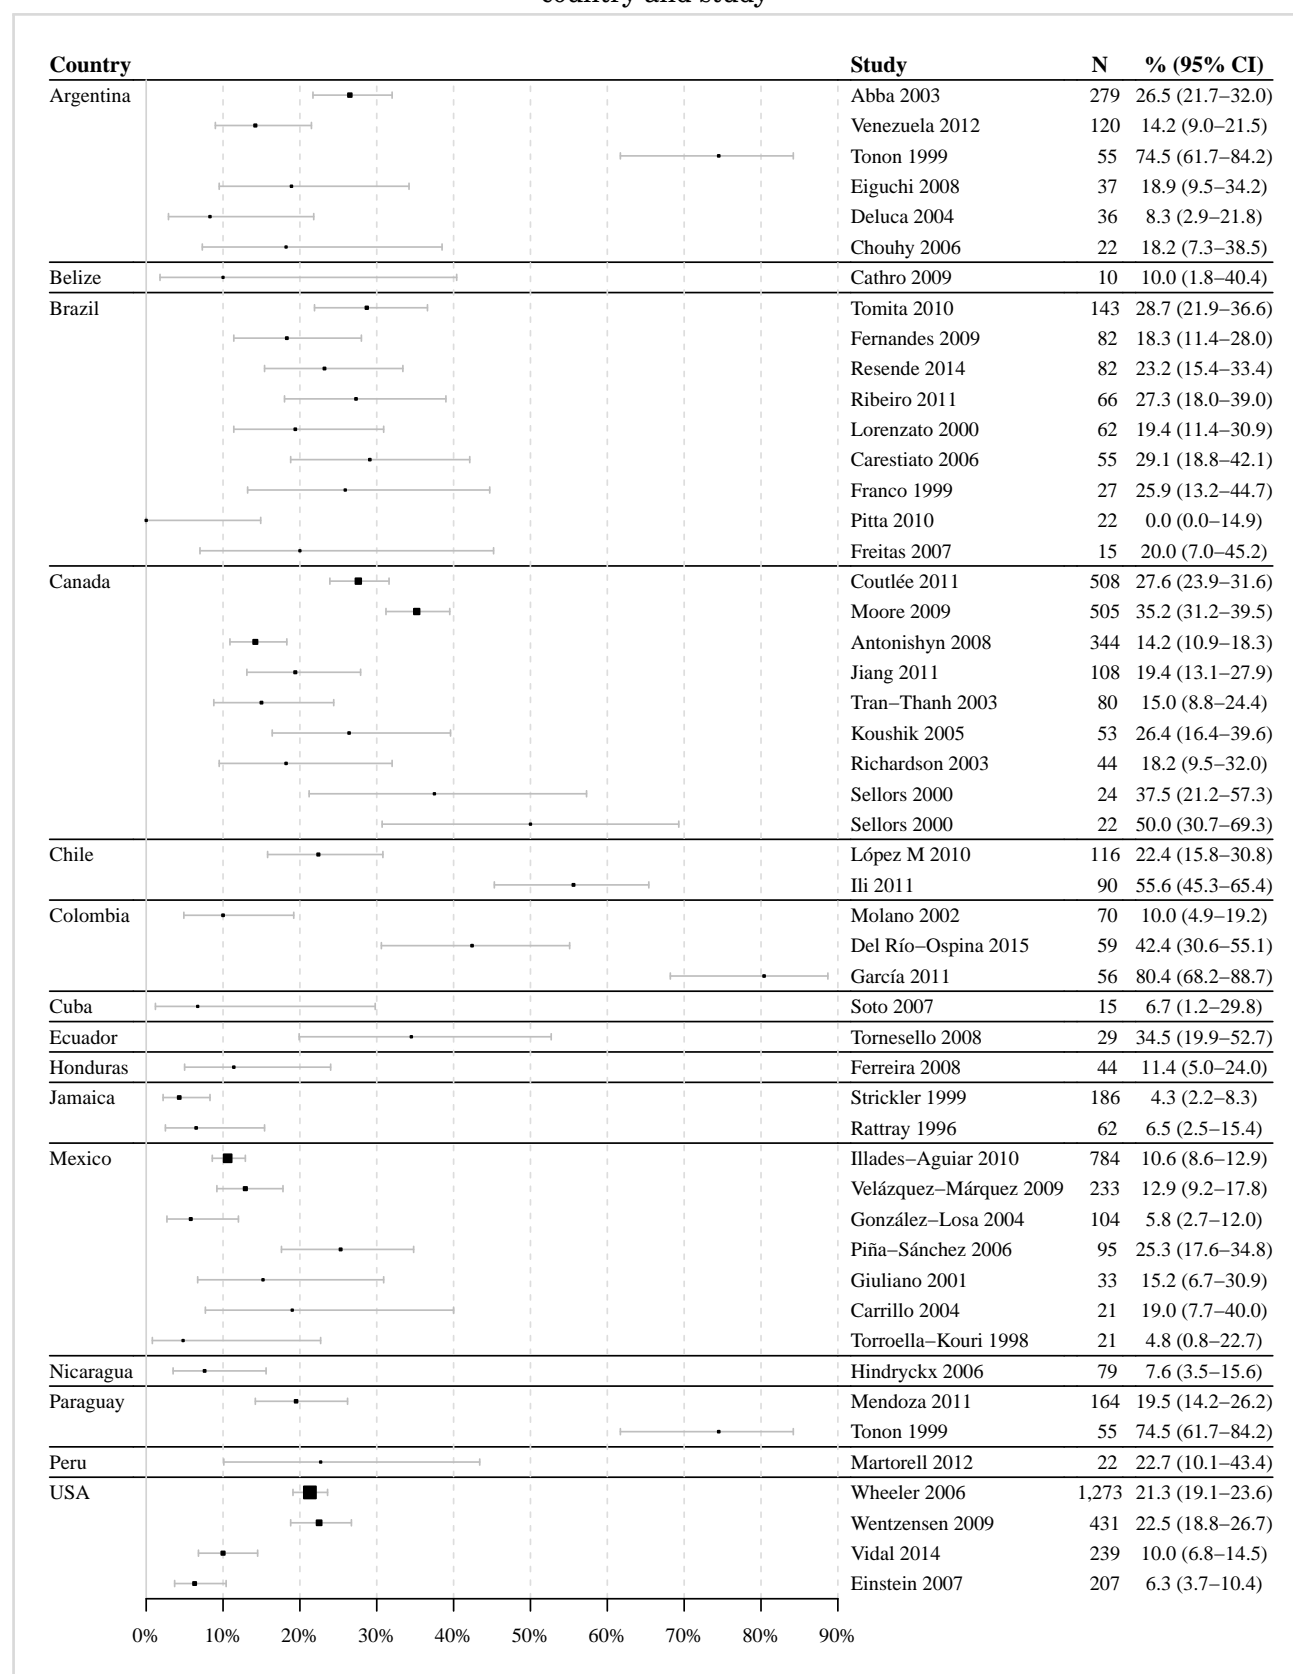 country and study
Country Study N % (95% CI)
Argentina Abba 2003 279 26.5 (21.7−32.0)
Venezuela 2012 120 14.2 (9.0−21.5)
Tonon 1999 55 74.5 (61.7−84.2)
Eiguchi 2008 37 18.9 (9.5−34.2)
Deluca 2004 36 8.3 (2.9−21.8)
Chouhy 2006 22 18.2 (7.3−38.5)
Belize Cathro 2009 10 10.0 (1.8−40.4)
Brazil Tomita 2010 143 28.7 (21.9−36.6)
Fernandes 2009 82 18.3 (11.4−28.0)
Resende 2014 82 23.2 (15.4−33.4)
Ribeiro 2011 66 27.3 (18.0−39.0)
Lorenzato 2000 62 19.4 (11.4−30.9)
Carestiato 2006 55 29.1 (18.8−42.1)
Franco 1999 27 25.9 (13.2−44.7)
Pitta 2010 22 0.0 (0.0−14.9)
Freitas 2007 15 20.0 (7.0−45.2)
Canada Coutlée 2011 508 27.6 (23.9−31.6)
Moore 2009 505 35.2 (31.2−39.5)
Antonishyn 2008 344 14.2 (10.9−18.3)
Jiang 2011 108 19.4 (13.1−27.9)
Tran−Thanh 2003 80 15.0 (8.8−24.4)
Koushik 2005 53 26.4 (16.4−39.6)
Richardson 2003 44 18.2 (9.5−32.0)
Sellors 2000 24 37.5 (21.2−57.3)
Sellors 2000 22 50.0 (30.7−69.3)
Chile López M 2010 116 22.4 (15.8−30.8)
Ili 2011 90 55.6 (45.3−65.4)
Colombia Molano 2002 70 10.0 (4.9−19.2)
Del Río−Ospina 2015 59 42.4 (30.6−55.1)
García 2011 56 80.4 (68.2−88.7)
Cuba Soto 2007 15 6.7 (1.2−29.8)
Ecuador Tornesello 2008 29 34.5 (19.9−52.7)
Honduras Ferreira 2008 44 11.4 (5.0−24.0)
Jamaica Strickler 1999 186 4.3 (2.2−8.3)
Rattray 1996 62 6.5 (2.5−15.4)
Mexico Illades−Aguiar 2010 784 10.6 (8.6−12.9)
Velázquez−Márquez 2009 233 12.9 (9.2−17.8)
González−Losa 2004 104 5.8 (2.7−12.0)
Piña−Sánchez 2006 95 25.3 (17.6−34.8)
Giuliano 2001 33 15.2 (6.7−30.9)
Carrillo 2004 21 19.0 (7.7−40.0)
Torroella−Kouri 1998 21 4.8 (0.8−22.7)
Nicaragua Hindryckx 2006 79 7.6 (3.5−15.6)
Paraguay Mendoza 2011 164 19.5 (14.2−26.2)
Tonon 1999 55 74.5 (61.7−84.2)
Peru Martorell 2012 22 22.7 (10.1−43.4)
USA Wheeler 2006 1,273 21.3 (19.1−23.6)
Wentzensen 2009 431 22.5 (18.8−26.7)
Vidal 2014 239 10.0 (6.8−14.5)
Einstein 2007 207 6.3 (3.7−10.4)
0% 10% 20% 30% 40% 50% 60% 70% 80% 90%